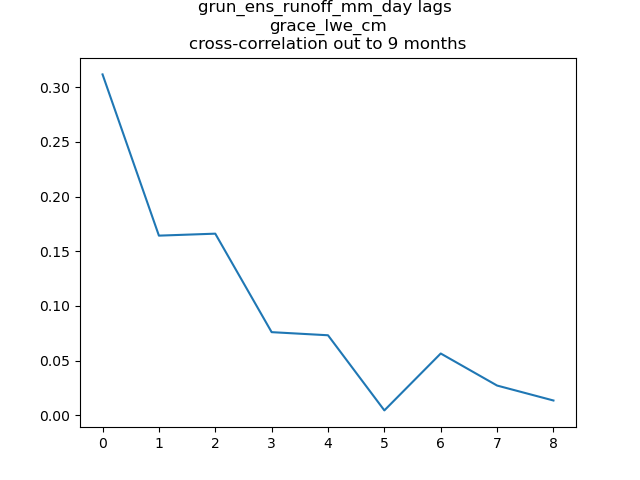 grun_ens_runoff_mm_day lags
grace_lwe_cm
cross-correlation out to 9 months
0.30
0.25
0.20
0.15
0.10
0.05
0.00
0 1 2 3 4 5 6 7 8